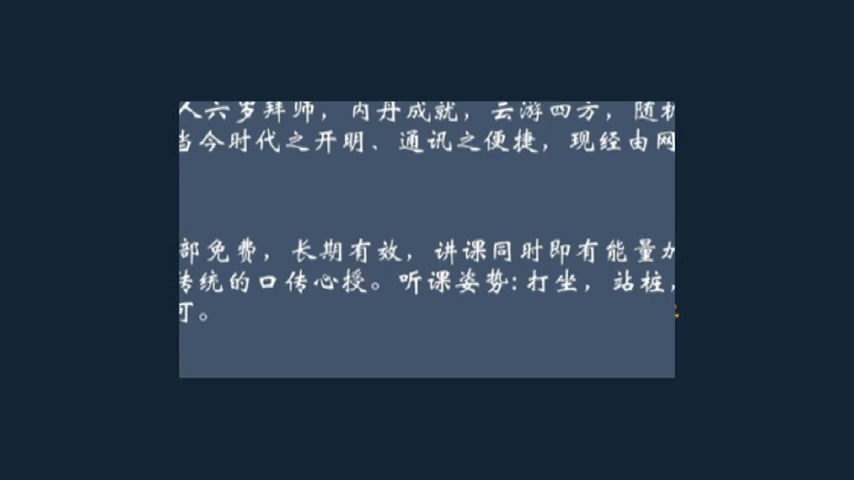 人六岁拜师，内丹成就，云游四方，随机
当今时代之开明、通讯之便捷，现经由网
部免费，长期有效，讲课同时即有能量加
传统的口传心授。听课姿势：打坐，站桩，
可。